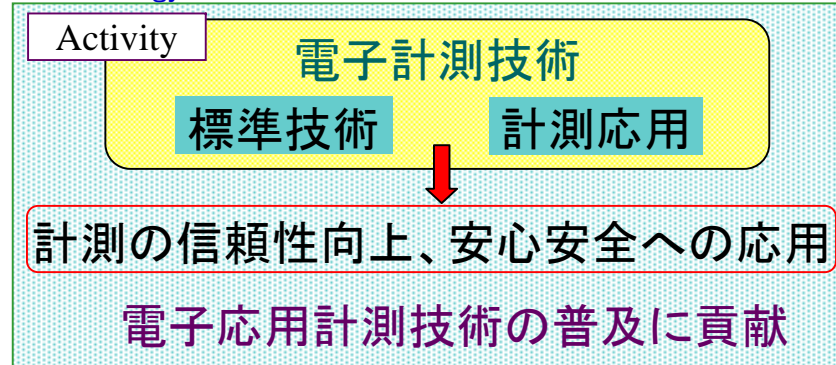 Activity
電子計測技術
標準技術 計測応用
計測の信頼性向上、安心安全への応用
電子応用計測技術の普及に貢献